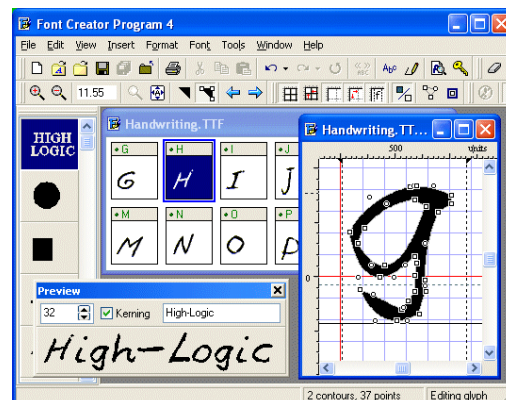 Font Creator Program 4
File Edit View Insert Format Font Tools Window Help
11.55
HIGH
LOGIC
Handwriting.TTF
G H I J
G H I J
M N O P
M N O P
Handwriting.TT...
500 Units
0
g
Preview
32 Kerning High-Logic
High-Logic
2 contours, 37 points Editing glyph